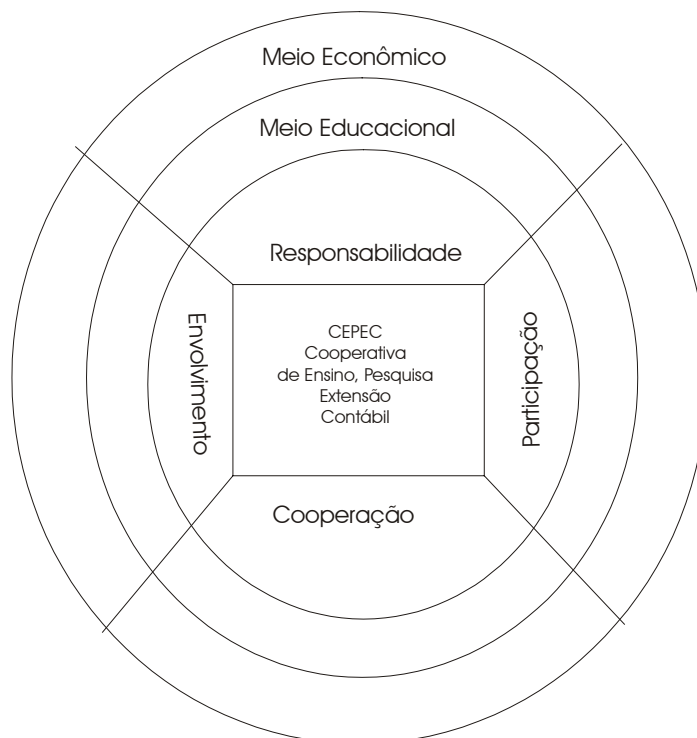 Meio Econômico
Meio Educacional
Responsabilidade
Envolvimento
CEPEC
Cooperativa
de Ensino, Pesquisa
Extensão
Contábil
Participação
Cooperação